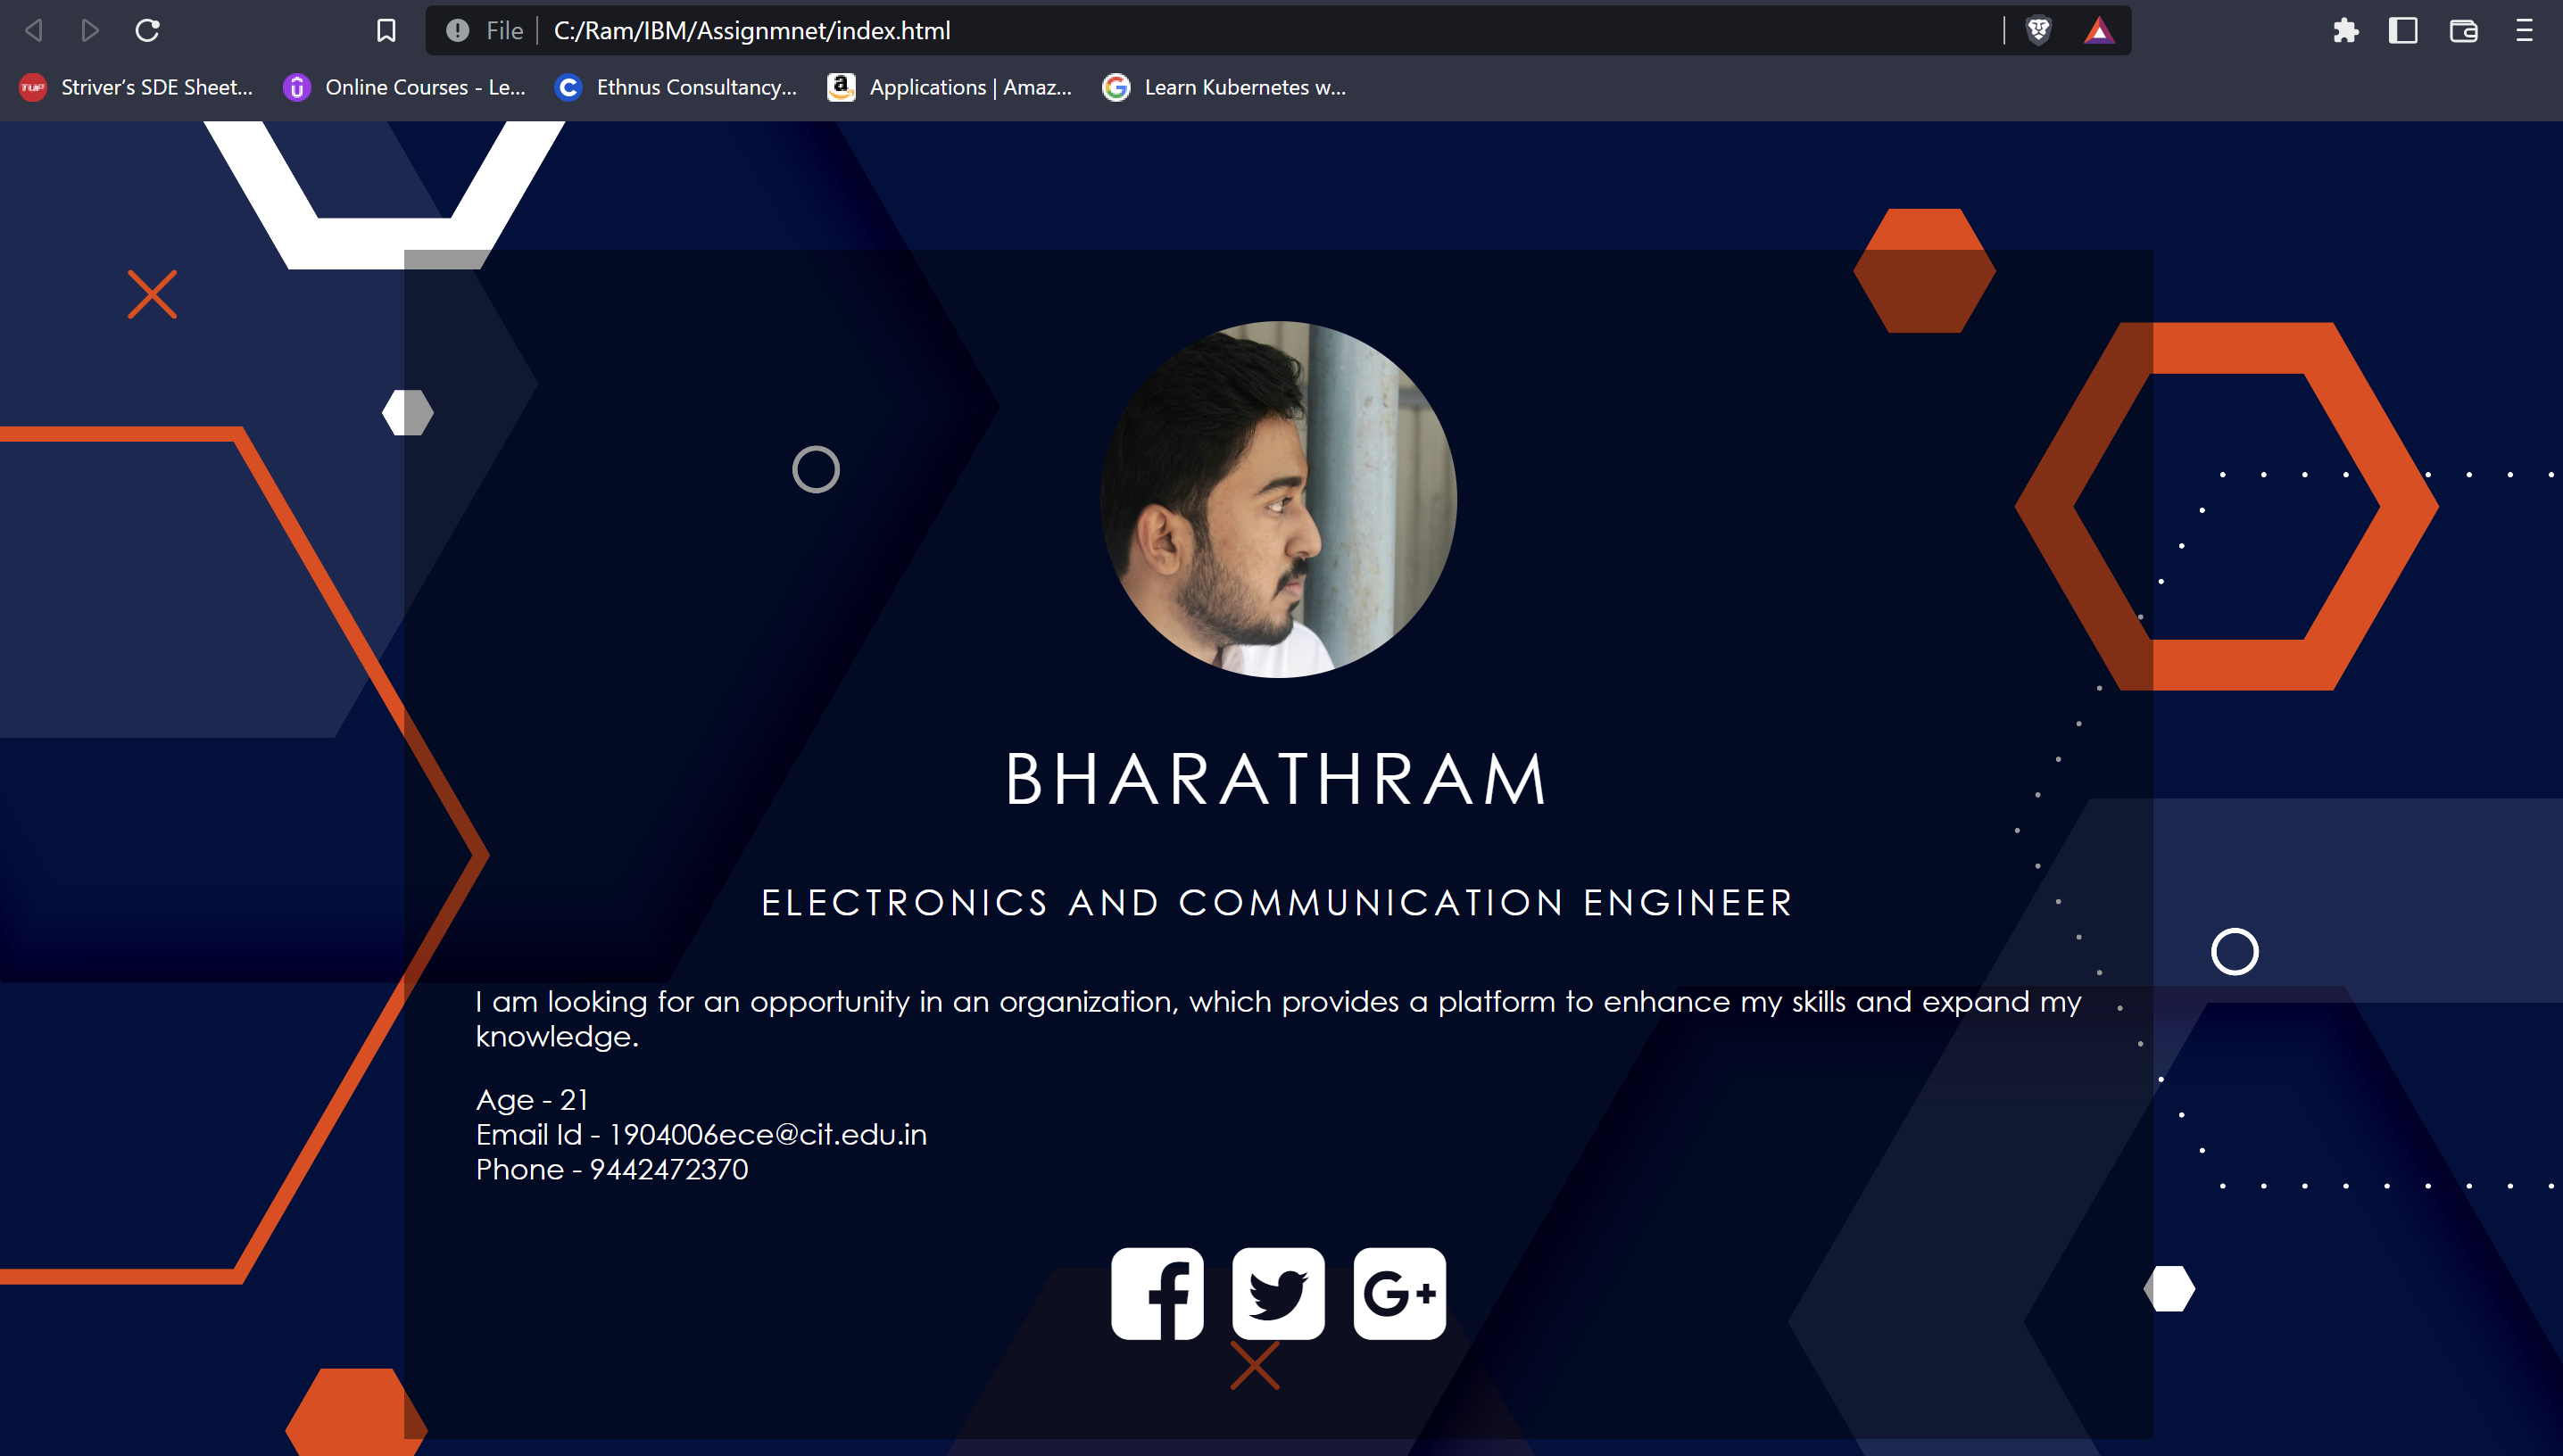 File C:/Ram/IBM/Assignmnet/index.html
Striver's SDE Sheet... Online Courses - Le... Ethnus Consultancy... Applications | Amaz... Learn Kubernetes w...
BHARATHRAM
ELECTRONICS AND COMMUNICATION ENGINEER
I am looking for an opportunity in an organization, which provides a platform to enhance my skills and expand my
knowledge.
Age - 21
Email Id - 1904006ece@cit.edu.in
Phone - 9442472370
G+